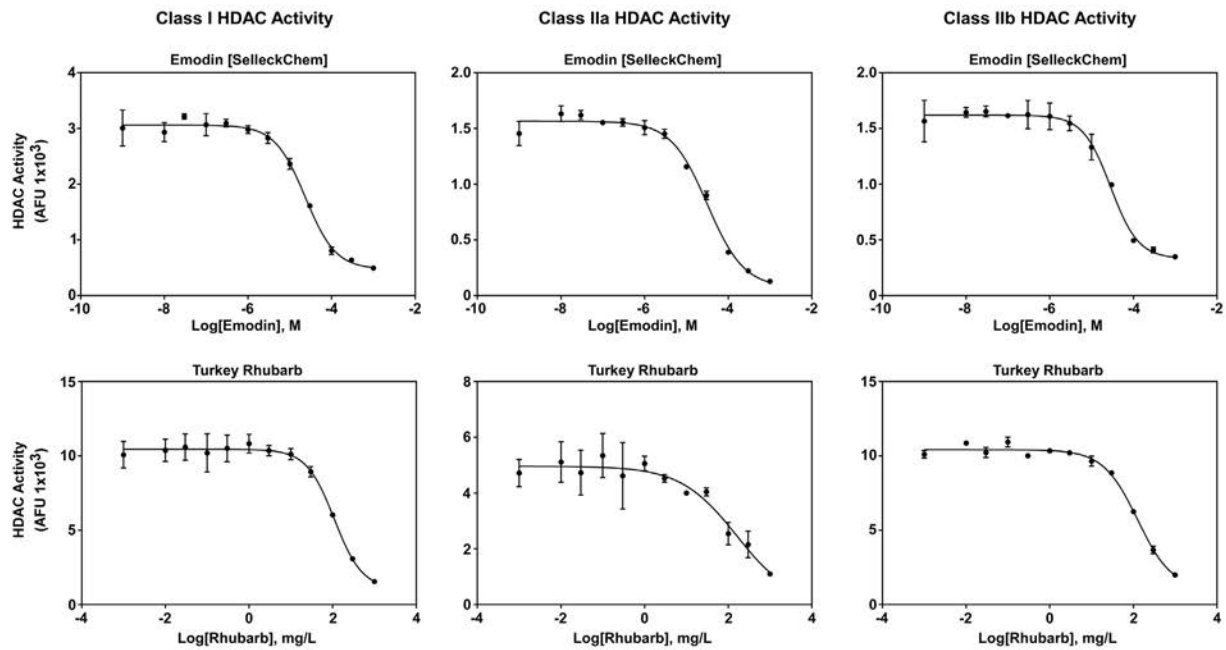 Class I HDAC Activity
Class IIa HDAC Activity
Class IIb HDAC Activity
Emodin [SelleckChem]
Emodin [SelleckChem]
Emodin [SelleckChem]
HDAC Activity
(AFU 1x10³)
4
3
2
1
0
-10 -8 -6 -4 -2
Log[Emodin], M
2.0
1.5
1.0
0.5
0
-10 -8 -6 -4 -2
Log[Emodin], M
2.0
1.5
1.0
0.5
0
-10 -8 -6 -4 -2
Log[Emodin], M
Turkey Rhubarb
Turkey Rhubarb
Turkey Rhubarb
HDAC Activity
(AFU 1x10³)
15
10
5
0
-4 -2 0 2 4
Log[Rhubarb], mg/L
8
6
4
2
0
-4 -2 0 2 4
Log[Rhubarb], mg/L
15
10
5
0
-4 -2 0 2 4
Log[Rhubarb], mg/L